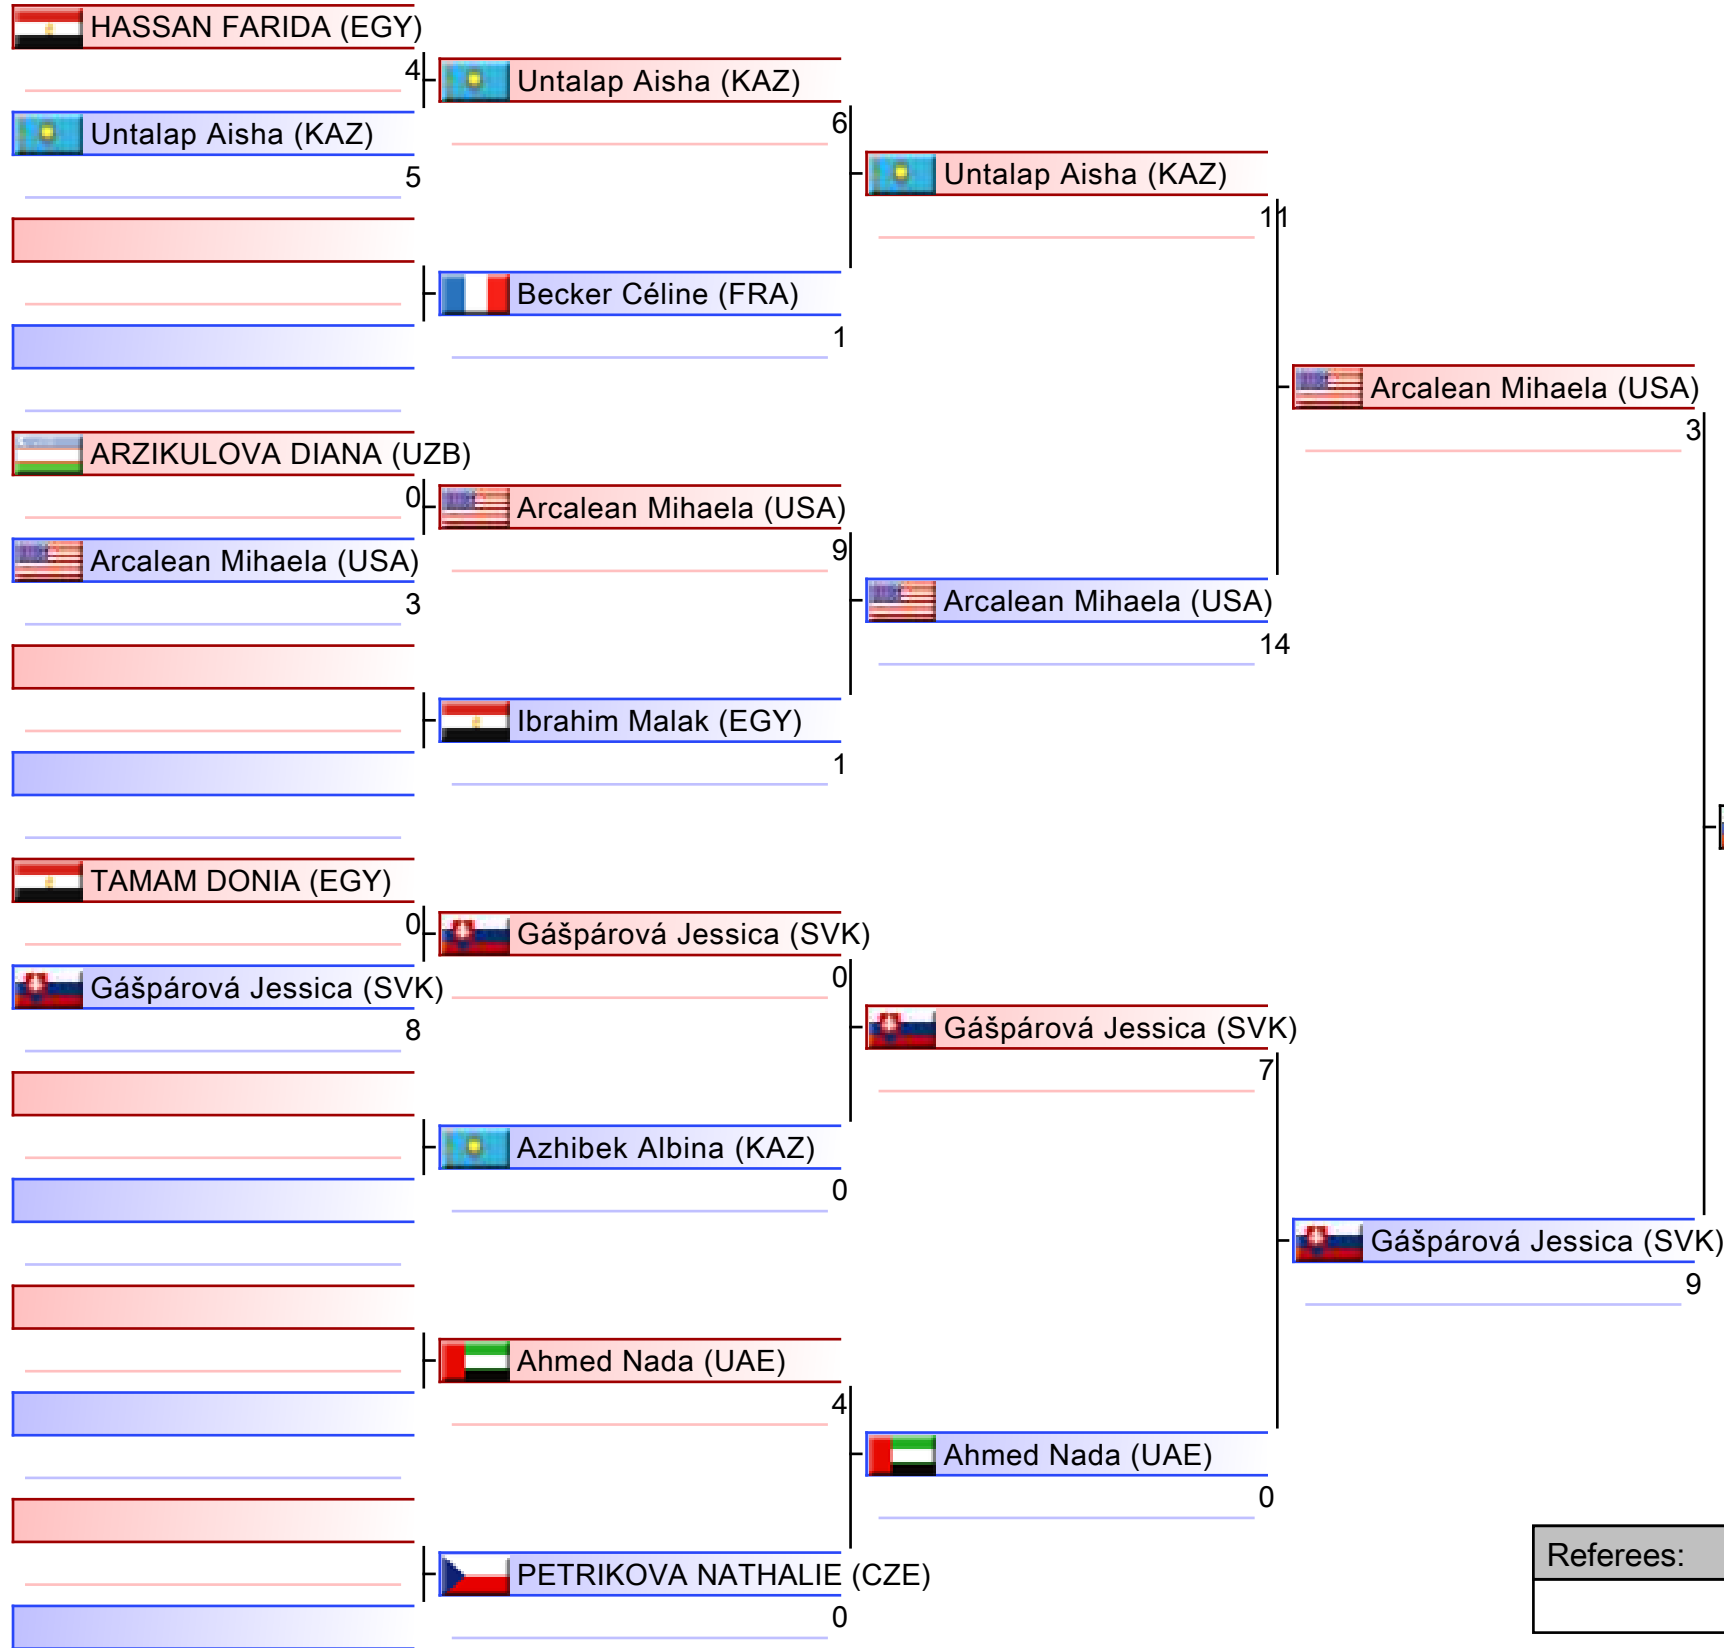 HASSAN FARIDA (EGY)
4
Untalap Aisha (KAZ)
5
ARZIKULOVA DIANA (UZB)
0
Arcalean Mihaela (USA)
3
TAMAM DONIA (EGY)
0
Gášpárová Jessica (SVK)
8
Untalap Aisha (KAZ)
6
Becker Céline (FRA)
1
Arcalean Mihaela (USA)
9
Ibrahim Malak (EGY)
1
Gášpárová Jessica (SVK)
0
Azhibek Albina (KAZ)
0
Ahmed Nada (UAE)
4
PETRIKOVA NATHALIE (CZE)
0
Untalap Aisha (KAZ)
11
Arcalean Mihaela (USA)
14
Gášpárová Jessica (SVK)
7
Ahmed Nada (UAE)
0
Arcalean Mihaela (USA)
3
Gášpárová Jessica (SVK)
9
Referees: